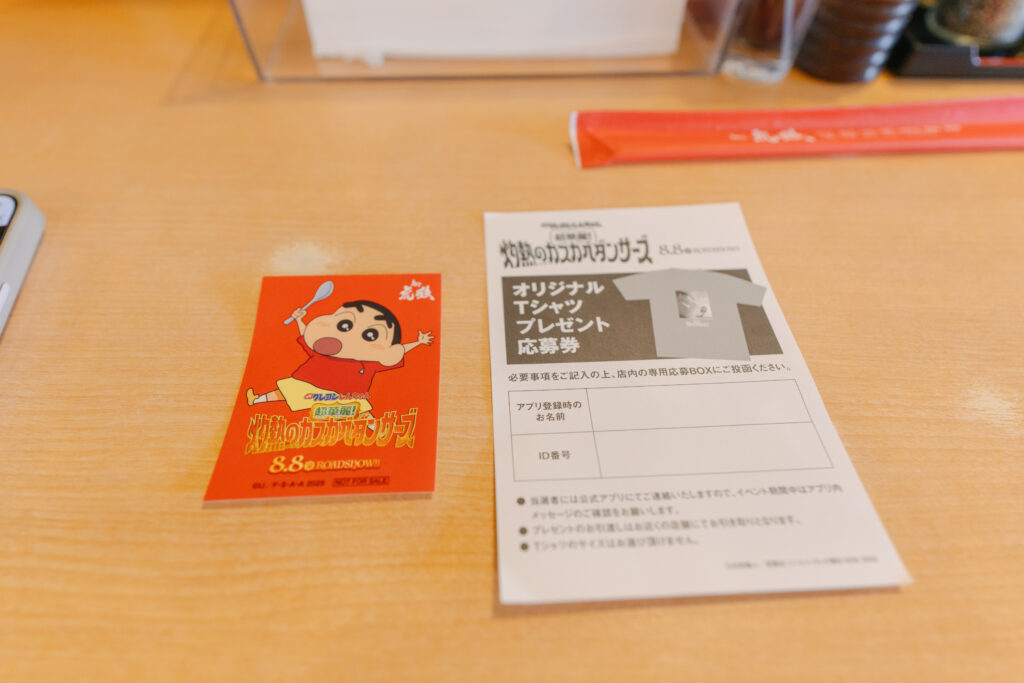 虎殿
クレヨンしんちゃん
超華麗!
灼熱のカスカベダンサーズ
8.8 ROADSHOW!!
NOT FOR SALE
超華麗!
灼熱のカスカベダンサーズ
8.8 ROADSHOW
オリジナル
Tシャツ
プレゼント
応募券
必要事項をご記入の上、店内の専用応募BOXにご投函ください。
アプリ登録時の
お名前
ID番号
● 当選者には公式アプリにてご連絡いたしますので、イベント期間中はアプリ内
メッセージのご確認をお願いします。
● プレゼントのお引渡しはお近くの店舗にてお引き取りとなります。
● Tシャツのサイズはお選び頂けません。